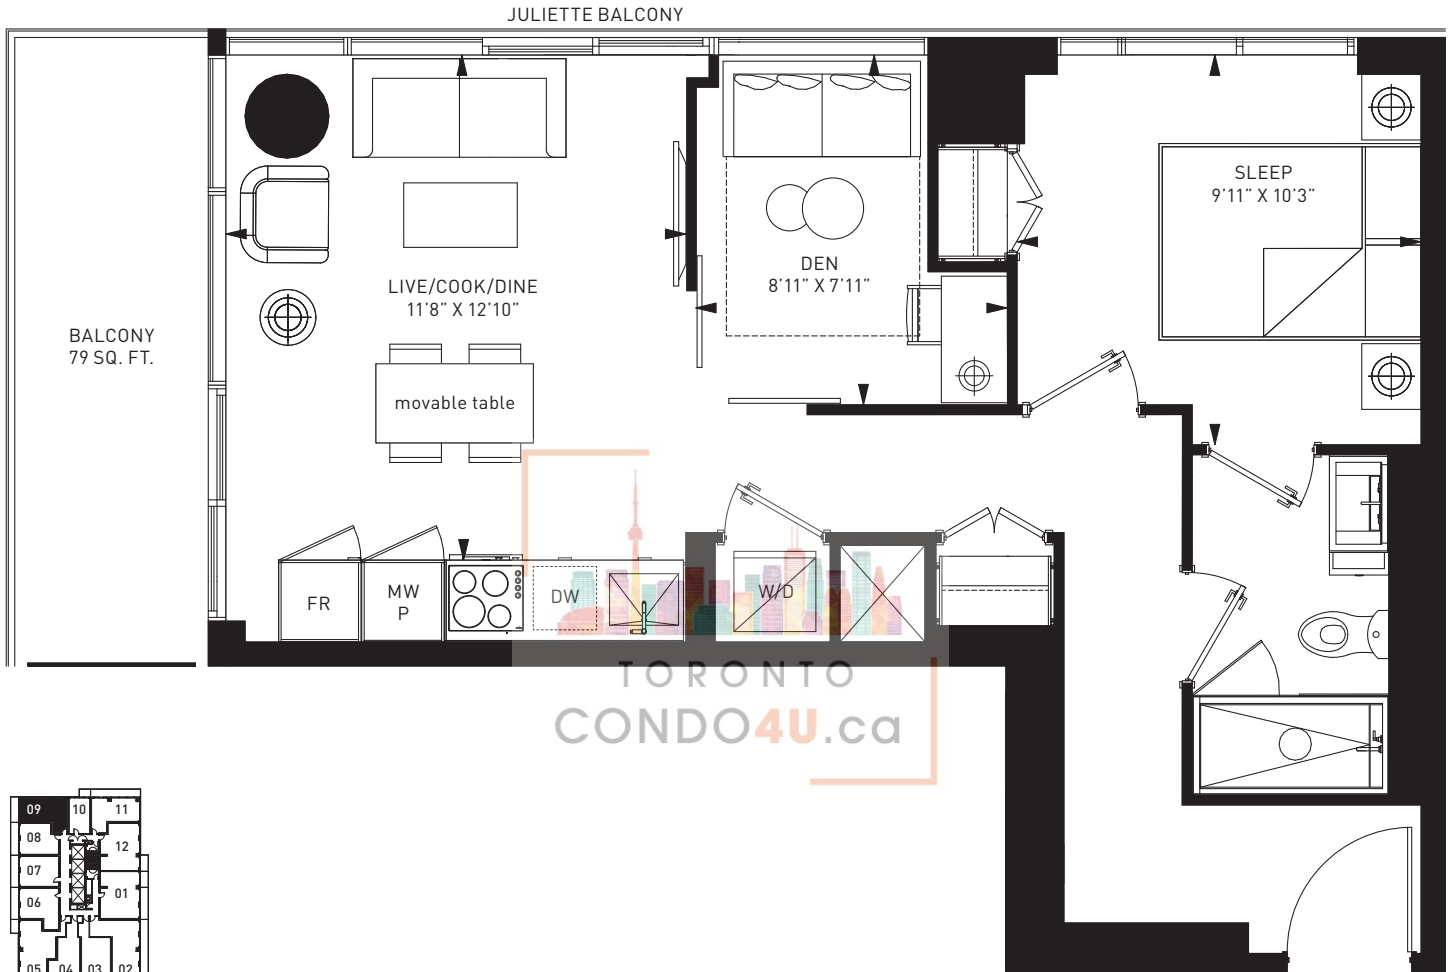 JULIETTE BALCONY
SLEEP
9'11" X 10'3"
DEN
8'11" X 7'11"
LIVE/COOK/DINE
11'8" X 12'10"
BALCONY
79 SQ. FT.
movable table
FR
MW
P
DW
W/D
TORONTO
CONDO4U.ca
09
10
11
08
12
07
01
06
05
04
03
02